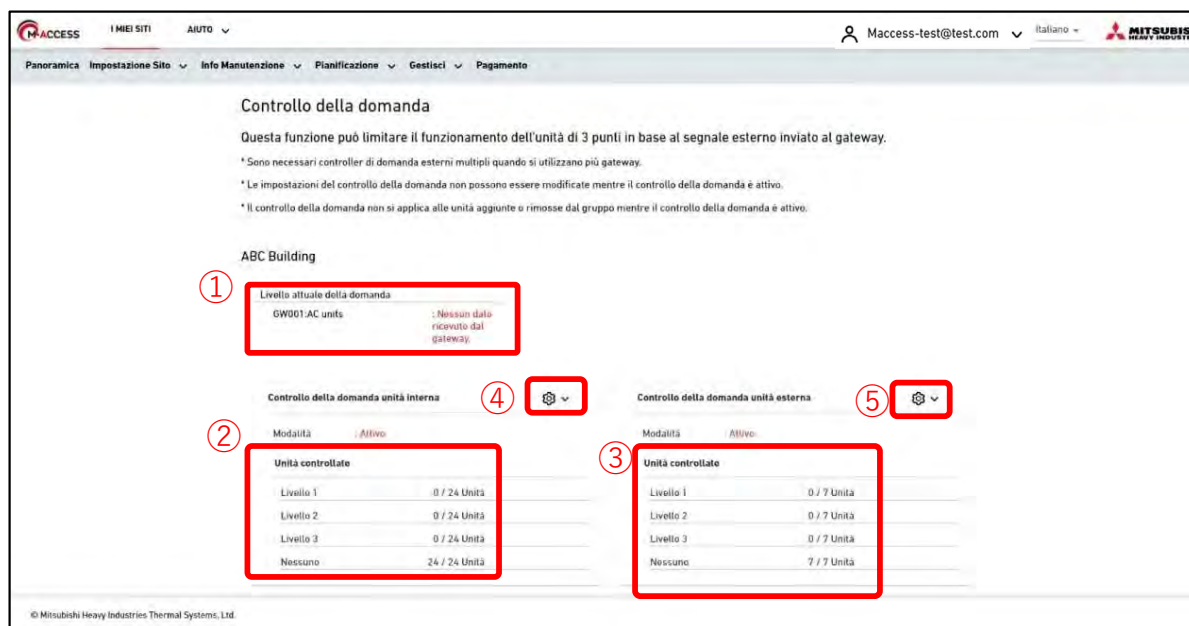 M-ACCESS I MIEI SITI AIUTO Maccess-test@test.com Italiano MITSUBIS
HEAVY INDUSTR
Panoramica Impostazione Sito Info Manutenzione Pianificazione Gestisci Pagamento
Controllo della domanda
Questa funzione può limitare il funzionamento dell'unità di 3 punti in base al segnale esterno inviato al gateway.
* Sono necessari controller di domanda esterni multipli quando si utilizzano più gateway.
* Le impostazioni del controllo della domanda non possono essere modificate mentre il controllo della domanda è attivo.
* Il controllo della domanda non si applica alle unità aggiunte o rimosse dal gruppo mentre il controllo della domanda è attivo.
ABC Building
①
Livello attuale della domanda
GW001:AC units : Nessun dato
ricevuto dal
gateway.
Controllo della domanda unità interna ④
Modalità : Attivo
②
Unità controllate
Livello 1 0 / 24 Unità
Livello 2 0 / 24 Unità
Livello 3 0 / 24 Unità
Nessuno 24 / 24 Unità
Controllo della domanda unità esterna ⑤
Modalità Attivo
③
Unità controllate
Livello 1 0 / 7 Unità
Livello 2 0 / 7 Unità
Livello 3 0 / 7 Unità
Nessuno 7 / 7 Unità
© Mitsubishi Heavy Industries Thermal Systems, Ltd.